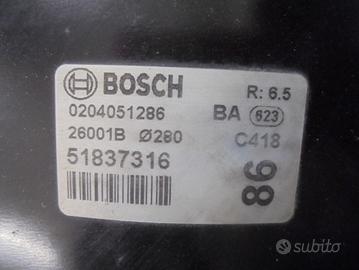 BOSCH R: 6.5
0204051286 BA 623
26001B Ø280 C418
51837316
86
subito